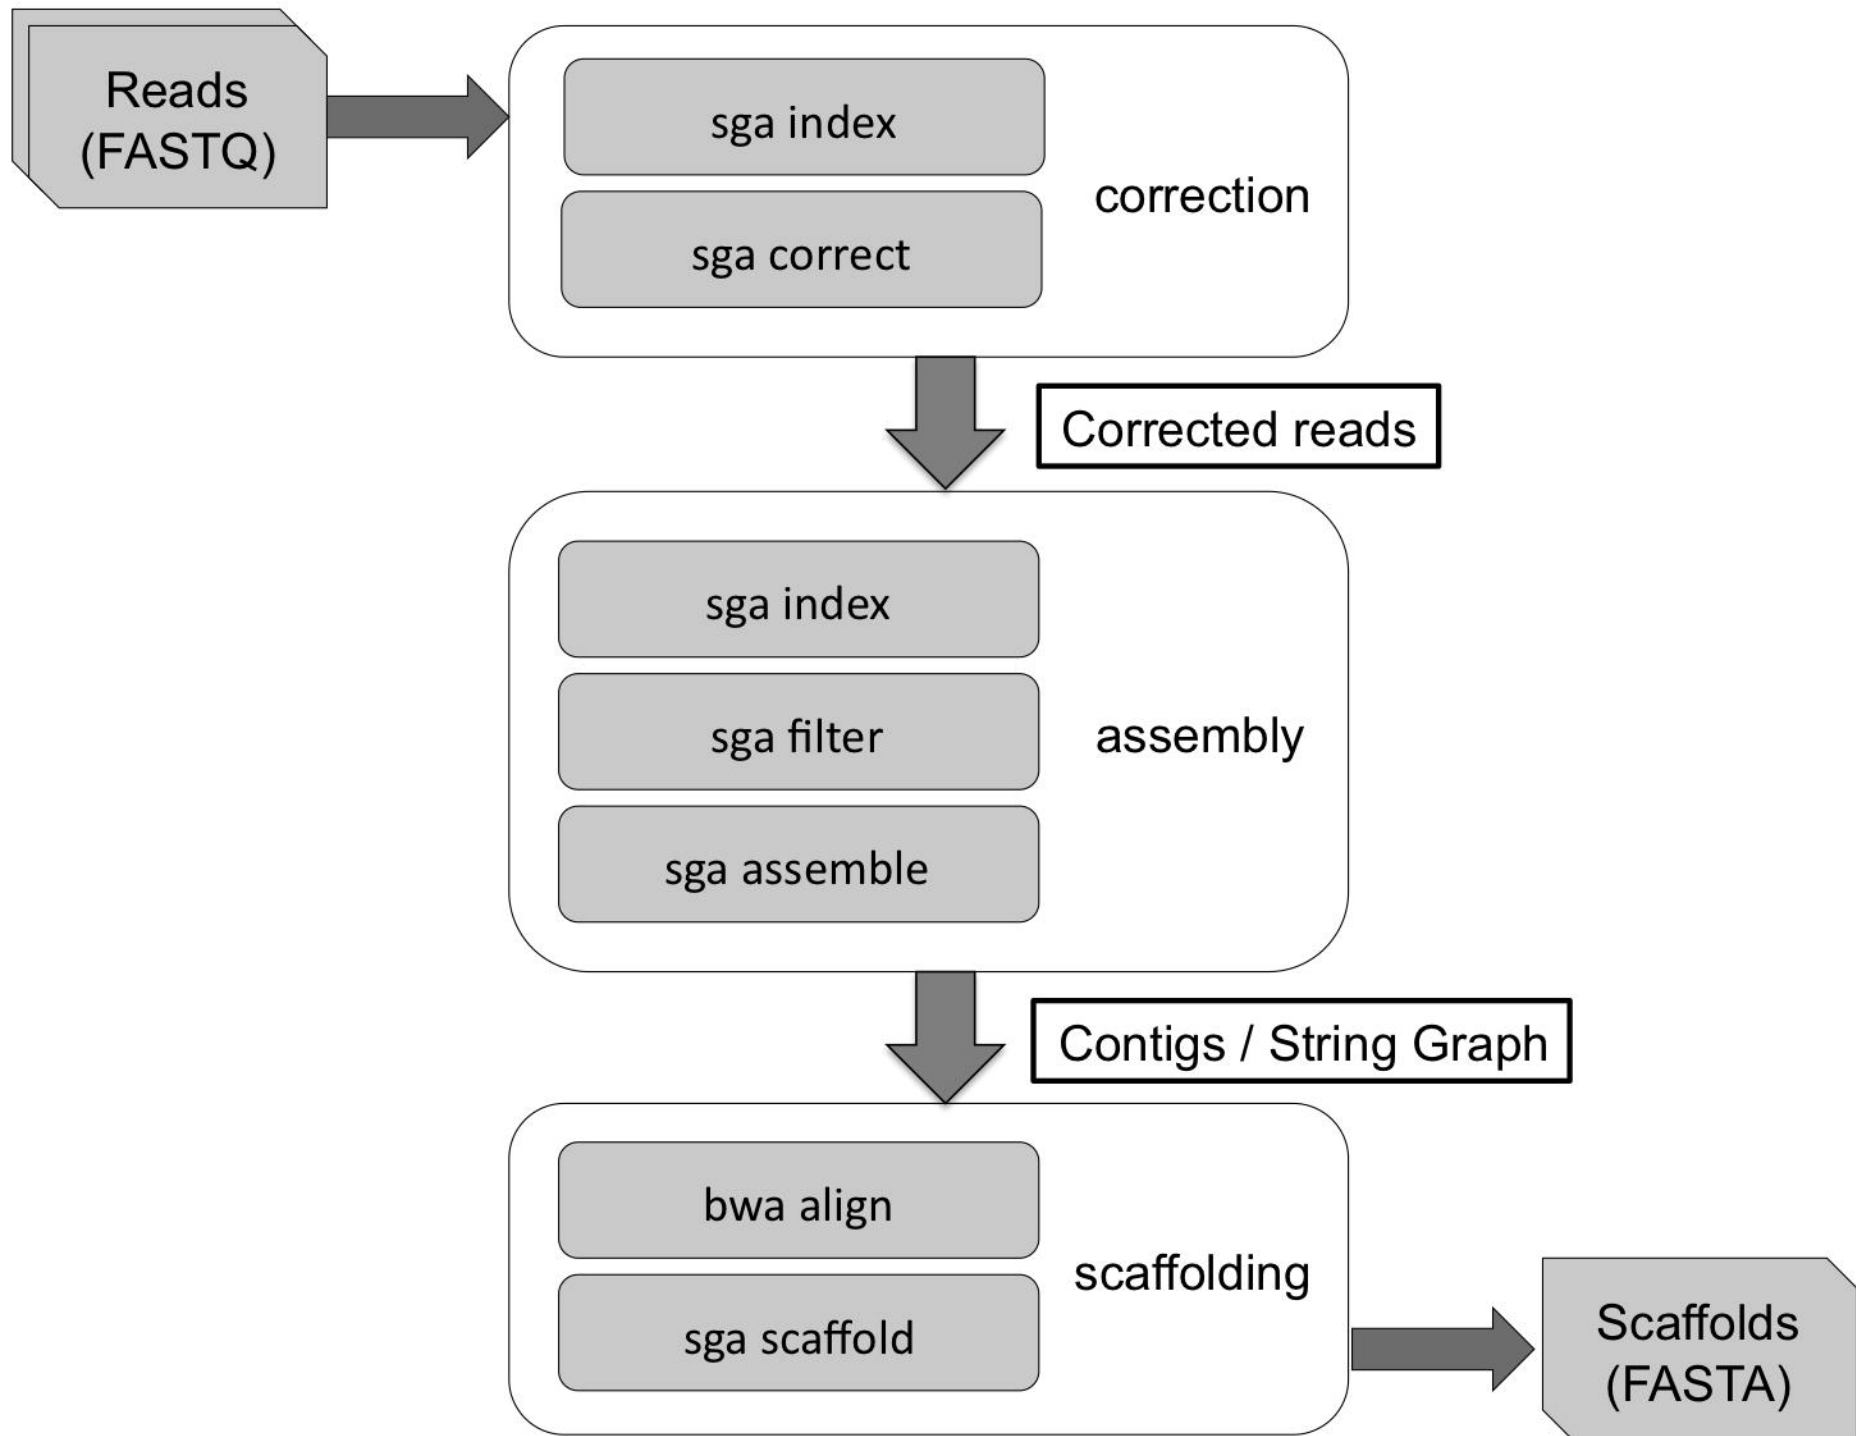 Reads
(FASTQ)
sga index
sga correct
correction
Corrected reads
sga index
sga filter
sga assemble
assembly
Contigs / String Graph
bwa align
sga scaffold
scaffolding
Scaffolds
(FASTA)